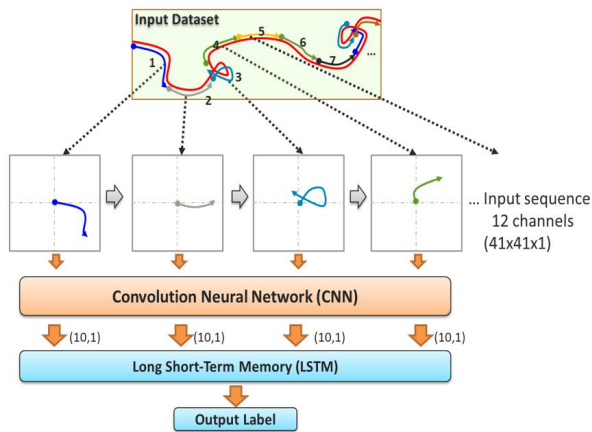 Input Dataset
1
2
3
4
5
6
7
...
... Input sequence
12 channels
(41x41x1)
Convolution Neural Network (CNN)
(10,1)
(10,1)
(10,1)
(10,1)
Long Short-Term Memory (LSTM)
Output Label